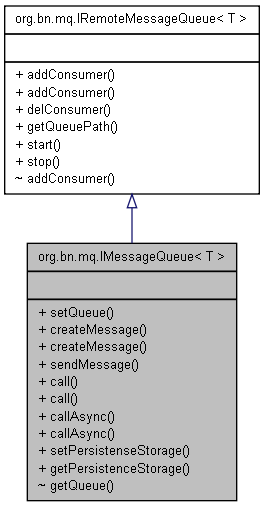 org.bn.mq.IRemoteMessageQueue< T >
+ addConsumer()
+ addConsumer()
+ delConsumer()
+ getQueuePath()
+ start()
+ stop()
~ addConsumer()
org.bn.mq.IMessageQueue< T >
+ setQueue()
+ createMessage()
+ createMessage()
+ sendMessage()
+ call()
+ call()
+ callAsync()
+ callAsync()
+ setPersistenseStorage()
+ getPersistenceStorage()
~ getQueue()